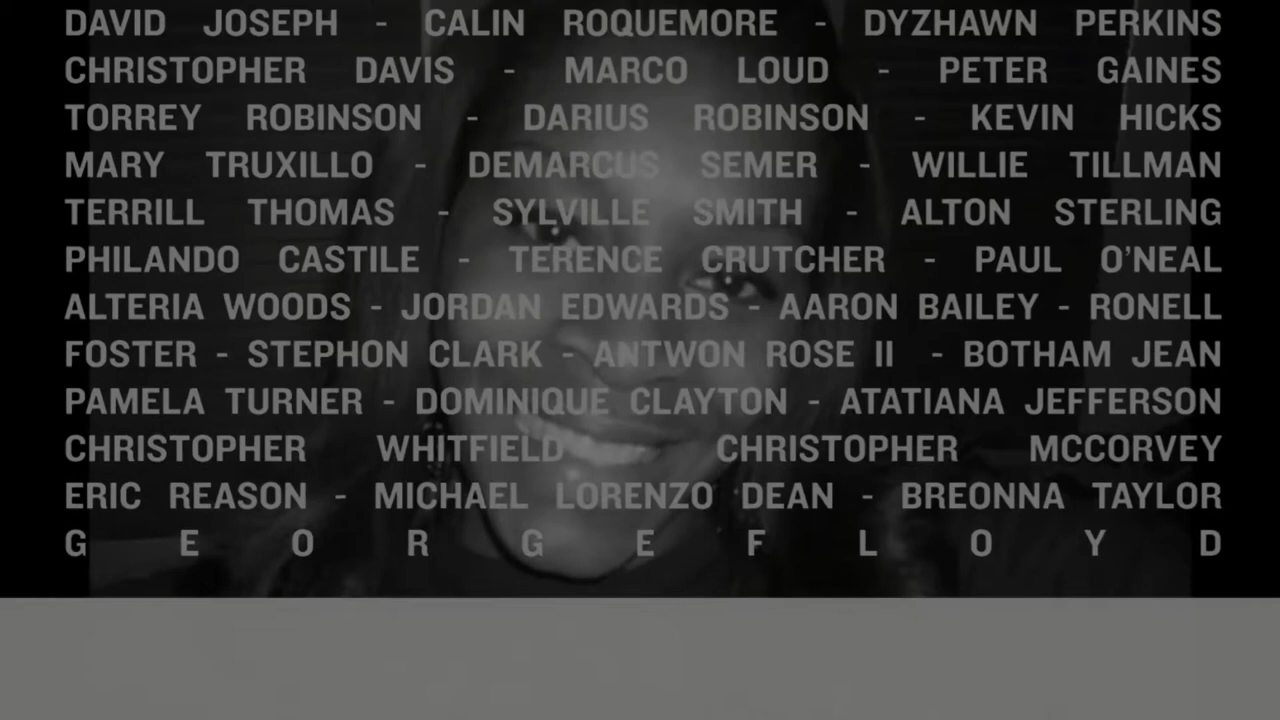 DAVID JOSEPH - CALIN ROQUEMORE - DYZHAWN PERKINS
CHRISTOPHER DAVIS - MARCO LOUD - PETER GAINES
TORREY ROBINSON - DARIUS ROBINSON - KEVIN HICKS
MARY TRUXILLO - DEMARCUS SEMER - WILLIE TILLMAN
TERRILL THOMAS - SYLVILLE SMITH - ALTON STERLING
PHILANDO CASTILE - TERENCE CRUTCHER - PAUL O’NEAL
ALTERIA WOODS - JORDAN EDWARDS - AARON BAILEY - RONELL
FOSTER - STEPHON CLARK - ANTWON ROSE II - BOTHAM JEAN
PAMELA TURNER - DOMINIQUE CLAYTON - ATATIANA JEFFERSON
CHRISTOPHER WHITFIELD CHRISTOPHER MCCORVEY
ERIC REASON - MICHAEL LORENZO DEAN - BREONNA TAYLOR
G E O R G E F L O Y D